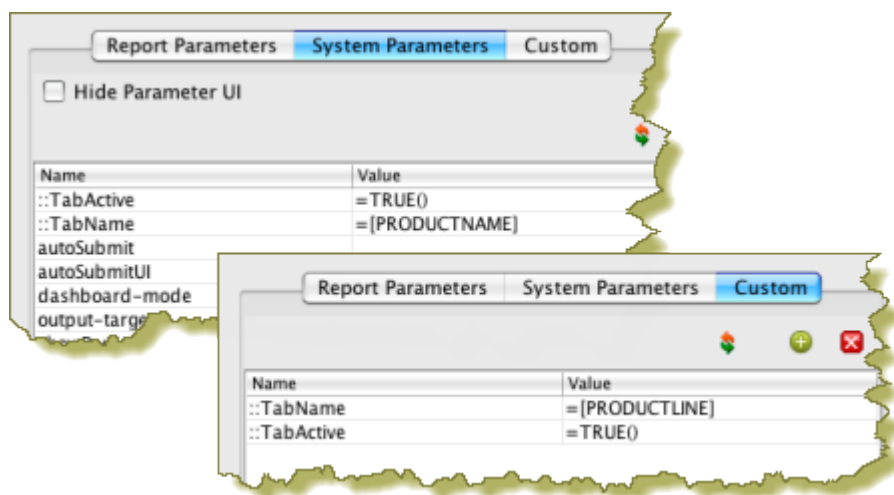 Report Parameters System Parameters Custom
Hide Parameter UI
Name Value
::TabActive =TRUE()
::TabName =[PRODUCTNAME]
autoSubmit
autoSubmitUI
dashboard-mode
Report Parameters System Parameters Custom
Name Value
::TabName =[PRODUCTLINE]
::TabActive =TRUE()